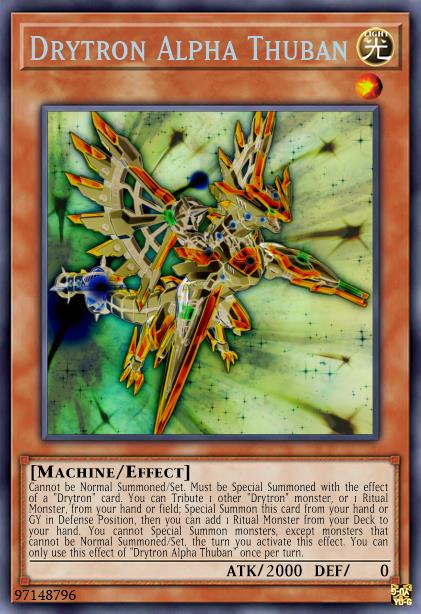 DRYTRON ALPHA THUBAN
LIGHT
光
[MACHINE/EFFECT]
Cannot be Normal Summoned/Set. Must be Special Summoned with the effect
of a "Drytron" card. You can Tribute 1 other "Drytron" monster, or 1 Ritual
Monster, from your hand or field; Special Summon this card from your hand or
GY in Defense Position, then you can add 1 Ritual Monster from your Deck to
your hand. You cannot Special Summon monsters, except monsters that
cannot be Normal Summoned/Set, the turn you activate this effect. You can
only use this effect of "Drytron Alpha Thuban" once per turn.
ATK/2000 DEF/ 0
97148796